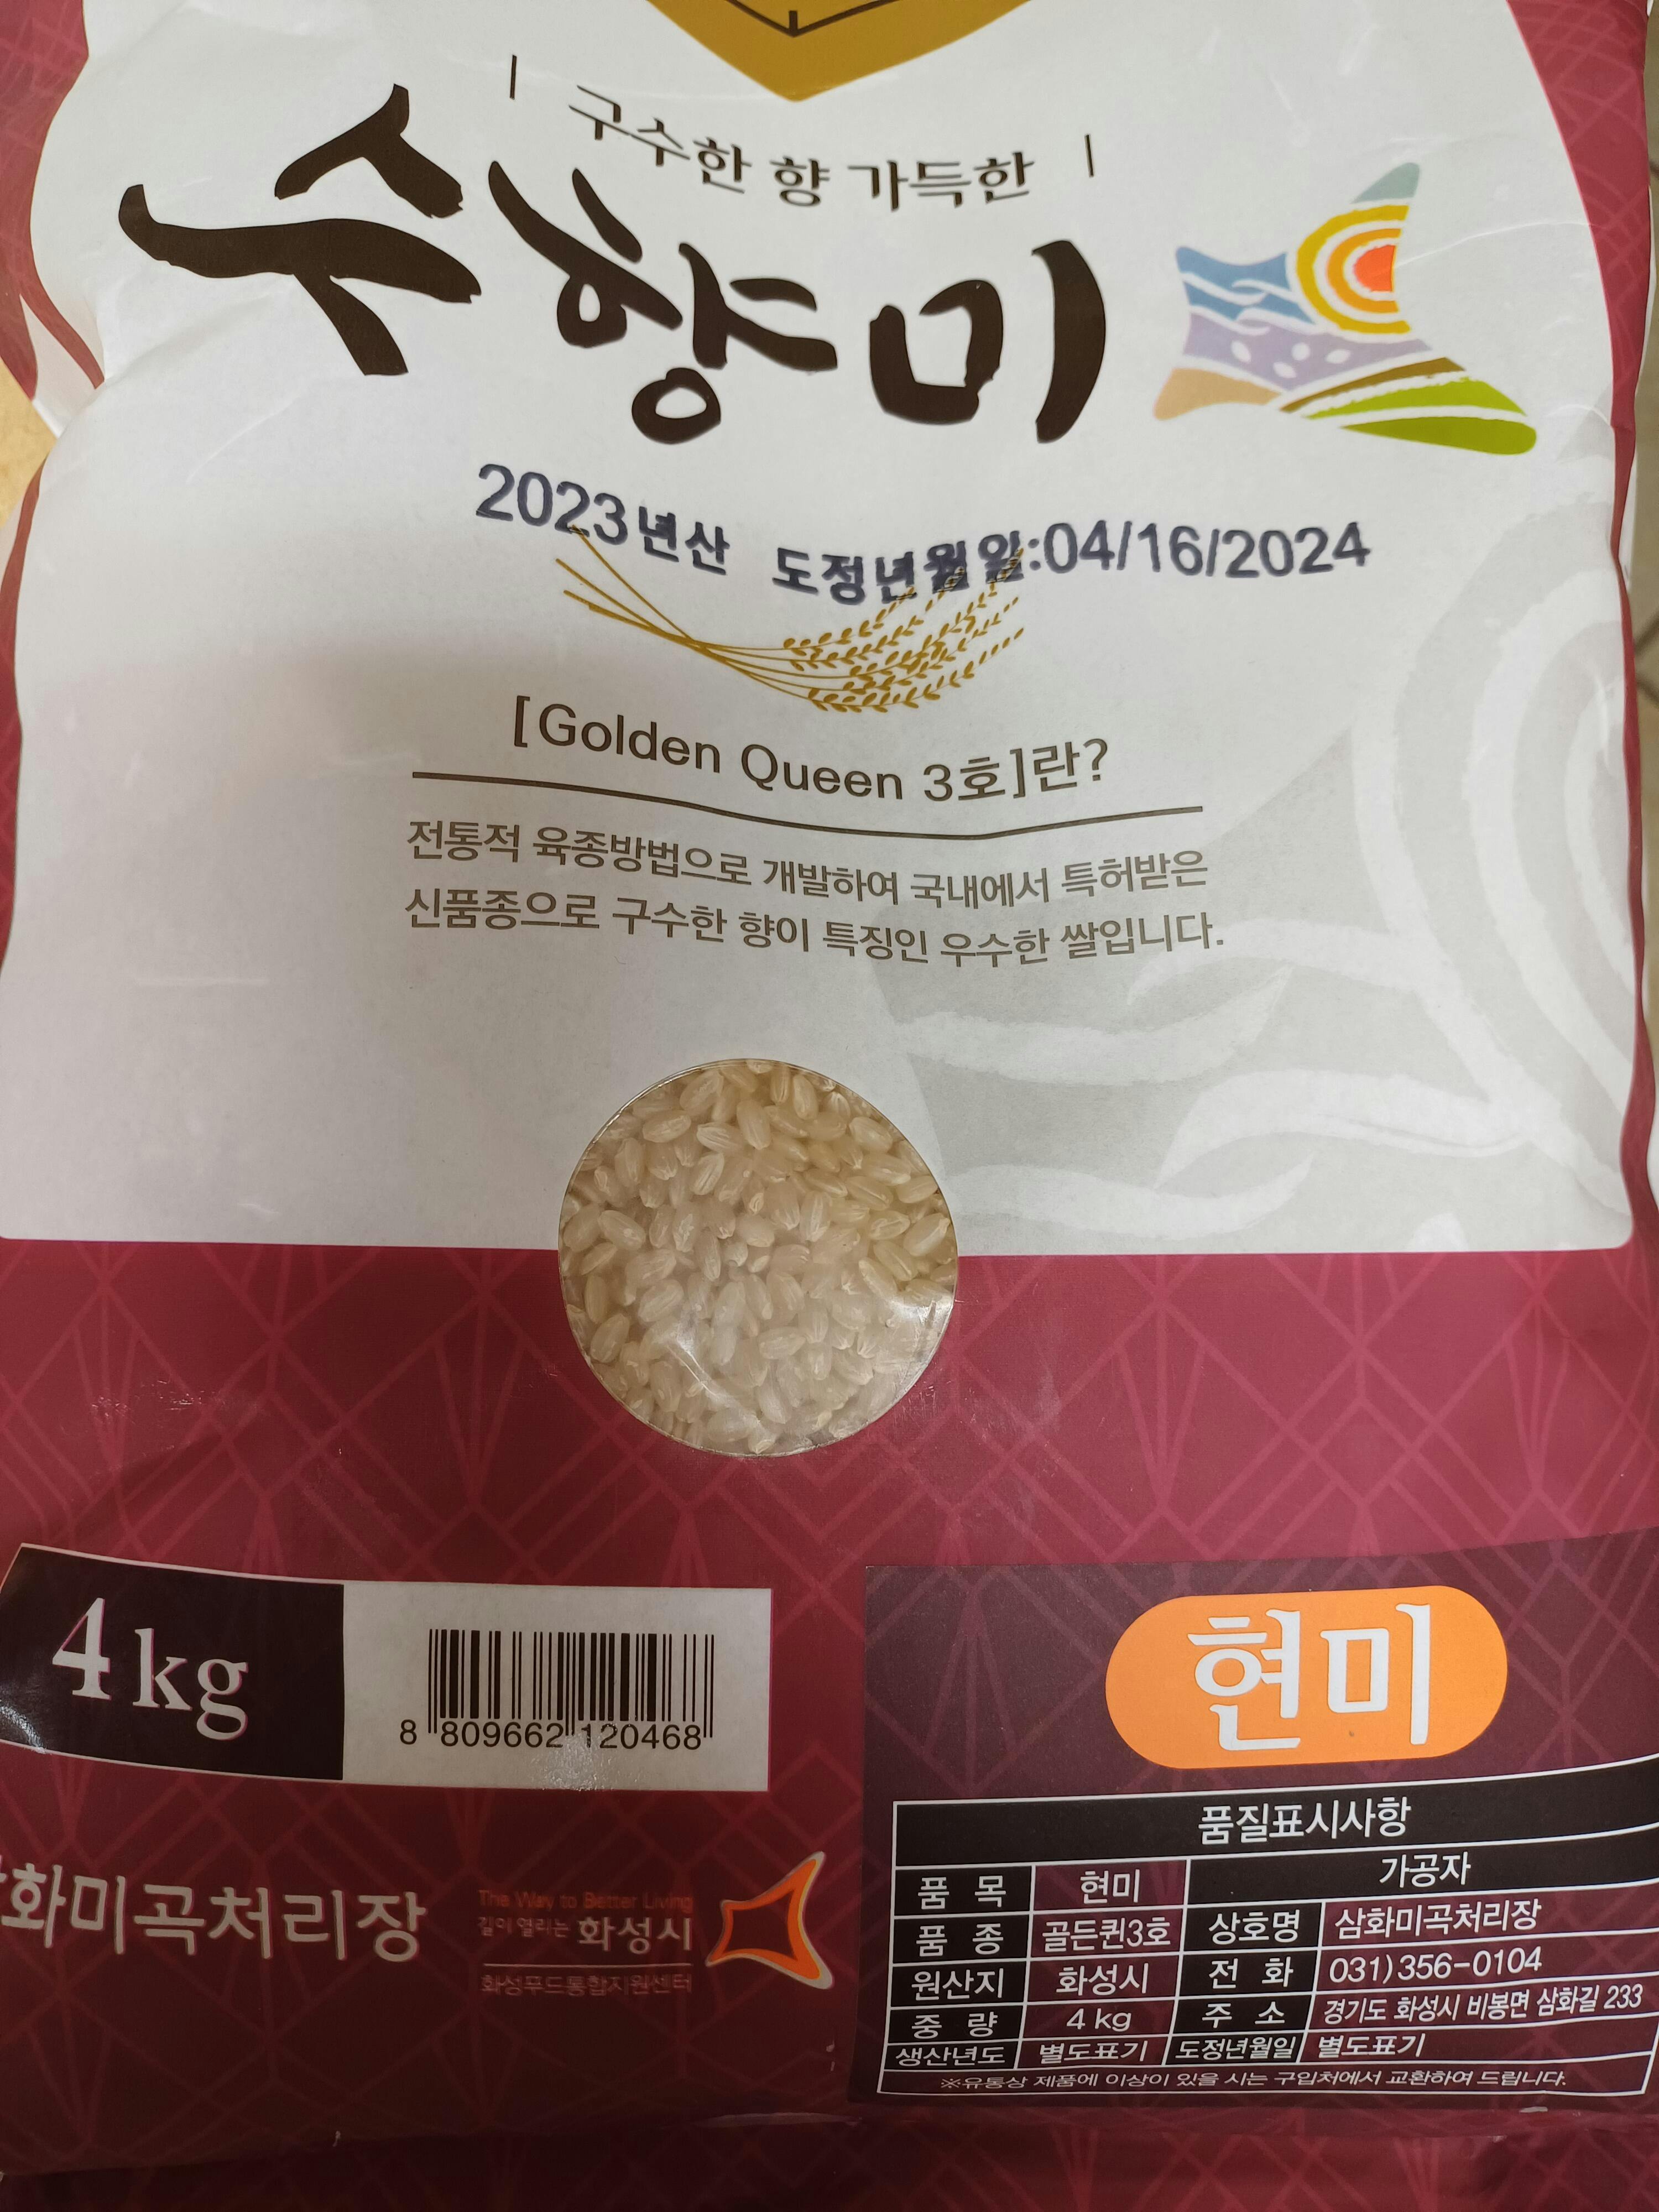 구수한 향 가득한
수향미
2023년산 도정년월일:04/16/2024
[Golden Queen 3호]란?
전통적 육종방법으로 개발하여 국내에서 특허받은
신품종으로 구수한 향이 특징인 우수한 쌀입니다.
4kg
8 809662 120468
화미곡처리장
The Way to Better Living
길이 열리는 화성시
화성푸드통합지원센터
현미
품질표시사항
품 목 현미 가공자
품 종 골든퀸3호 상호명 삼화미곡처리장
원산지 화성시 전 화 031)356-0104
중 량 4 kg 주 소 경기도 화성시 비봉면 삼화길 233
생산년도 별도표기 도정년월일 별도표기
※유통상 제품에 이상이 있을 시는 구입처에서 교환하여 드립니다.